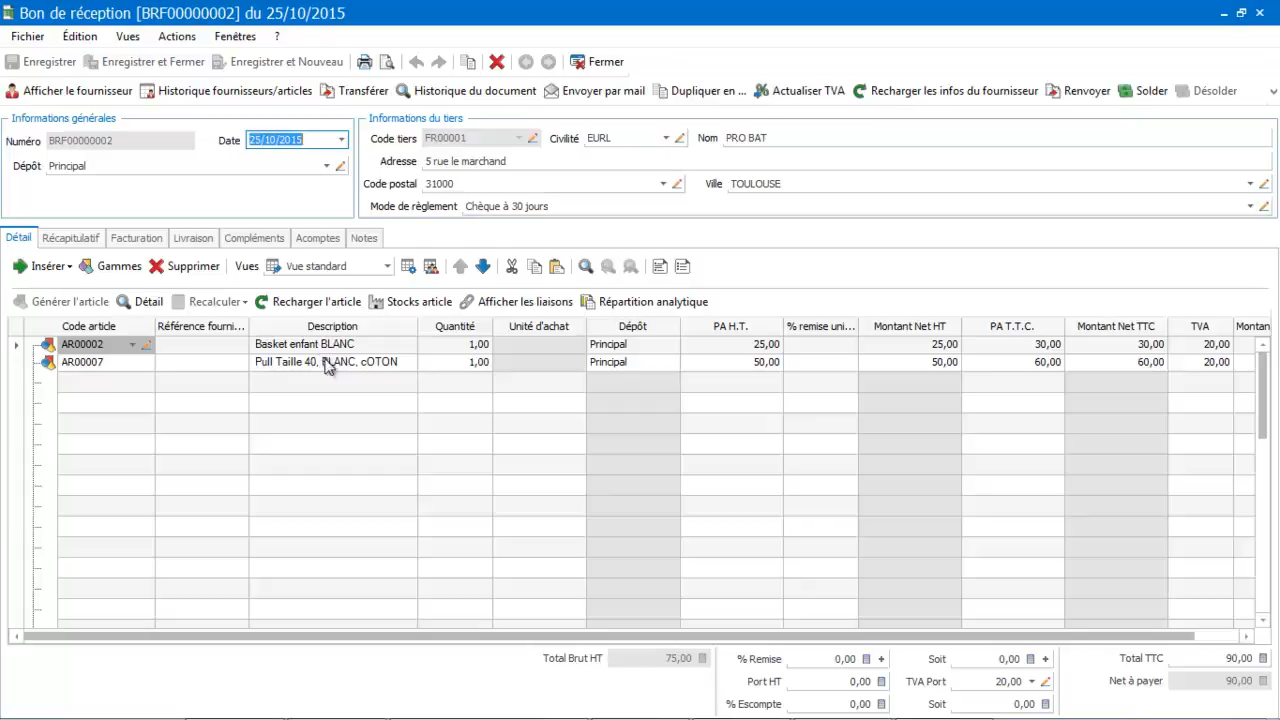 Bon de réception [BRF00000002] du 25/10/2015
Fichier Édition Vues Actions Fenêtres ?
Enregistrer Enregistrer et Fermer Enregistrer et Nouveau Fermer
Afficher le fournisseur Historique fournisseurs/articles Transférer Historique du document Envoyer par mail Dupliquer en ... Actualiser TVA Recharger les infos du fournisseur Renvoyer Solder Désolder
Informations générales
Numéro BRF00000002 Date 25/10/2015
Dépôt Principal
Informations du tiers
Code tiers FR00001 Civilité EURL Nom PRO BAT
Adresse 5 rue le marchand
Code postal 31000 Ville TOULOUSE
Mode de règlement Chèque à 30 jours
Détail Récapitulatif Facturation Livraison Compléments Acomptes Notes
Insérer Gammes Supprimer Vues Vue standard
Générer l'article Détail Recalculer Recharger l'article Stocks article Afficher les liaisons Répartition analytique
Code article Référence fourni... Description Quantité Unité d'achat Dépôt PA H.T. % remise uni... Montant Net HT PA T.T.C. Montant Net TTC TVA Montan
AR00002 Basket enfant BLANC 1,00 Principal 25,00 25,00 30,00 30,00 20,00
AR00007 Pull Taille 40, BLANC, cOTON 1,00 Principal 50,00 50,00 60,00 60,00 20,00
Total Brut HT 75,00 % Remise 0,00 Soit 0,00 Total TTC 90,00
Port HT 0,00 TVA Port 20,00 Net à payer 90,00
% Escompte 0,00 Soit 0,00